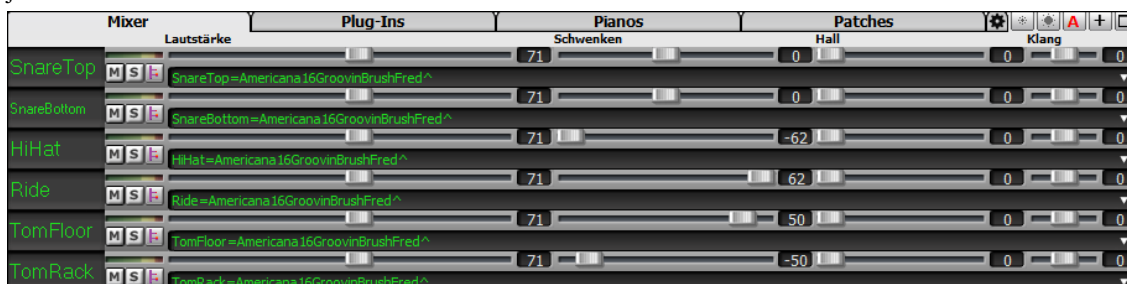 Mixer Plug-Ins Pianos Patches A +
Lautstärke Schwenken Hall Klang
SnareTop 71 0 0 0
M S SnareTop=Americana16GroovinBrushFred^
SnareBottom 71 0 0 0
M S SnareBottom=Americana16GroovinBrushFred^
HiHat 71 -62 0 0
M S HiHat=Americana16GroovinBrushFred^
Ride 71 62 0 0
M S Ride=Americana16GroovinBrushFred^
TomFloor 71 50 0 0
M S TomFloor=Americana16GroovinBrushFred^
TomRack 71 -50 0 0
M S TomRack=Americana16GroovinBrushFred^